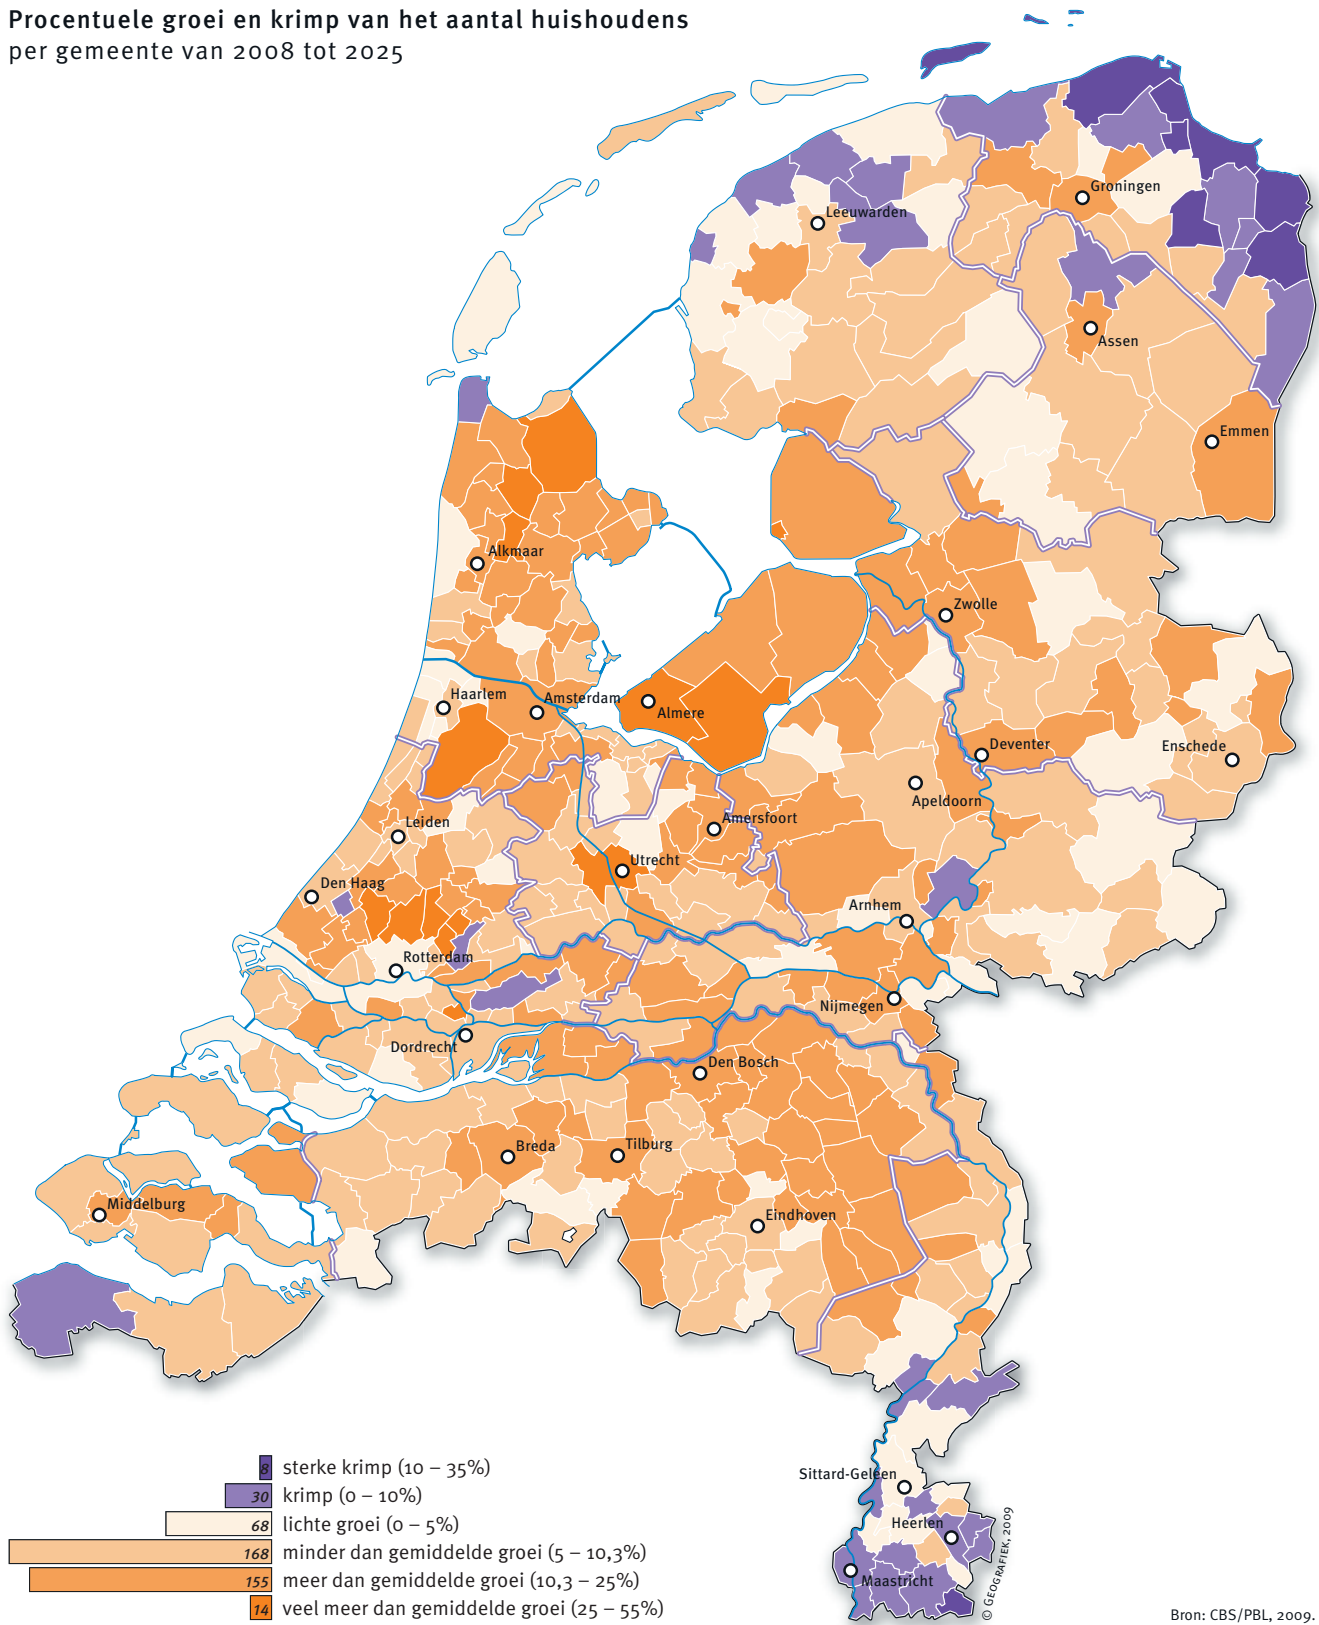 Procentuele groei en krimp van het aantal huishoudens
per gemeente van 2008 tot 2025
Groningen
Leeuwarden
Assen
Emmen
Alkmaar
Zwolle
Haarlem
Amsterdam
Almere
Deventer
Enschede
Apeldoorn
Leiden
Amersfoort
Utrecht
Den Haag
Arnhem
Rotterdam
Nijmegen
Dordrecht
Den Bosch
Breda
Tilburg
Middelburg
Eindhoven
Sittard-Geleen
Heerlen
Maastricht
8 sterke krimp (10 – 35%)
30 krimp (0 – 10%)
68 lichte groei (0 – 5%)
168 minder dan gemiddelde groei (5 – 10,3%)
155 meer dan gemiddelde groei (10,3 – 25%)
14 veel meer dan gemiddelde groei (25 – 55%)
© GEOGRAFIEK, 2009
Bron: CBS/PBL, 2009.